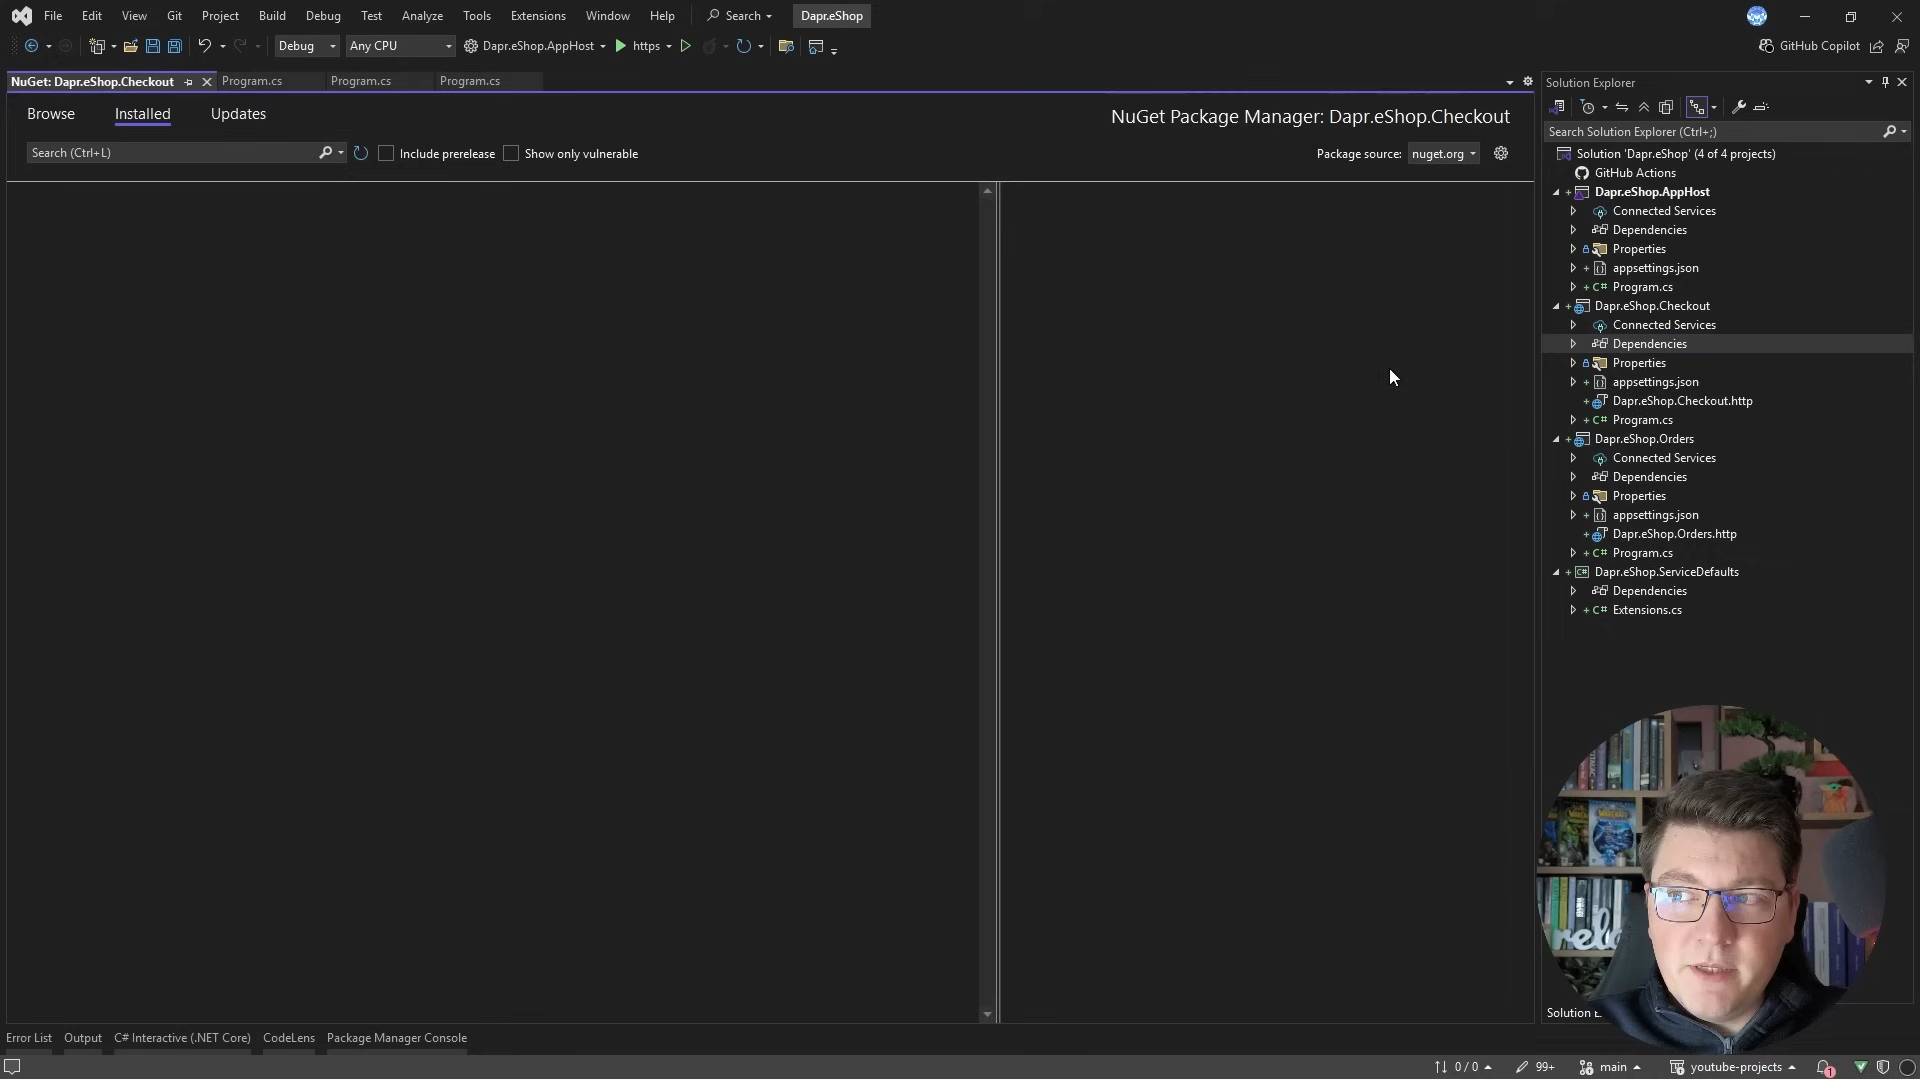 File Edit View Git Project Build Debug Test Analyze Tools Extensions Window Help Search Dapr.eShop
Debug Any CPU Dapr.eShop.AppHost https GitHub Copilot
NuGet: Dapr.eShop.Checkout Program.cs Program.cs Program.cs
Browse Installed Updates
NuGet Package Manager: Dapr.eShop.Checkout
Search (Ctrl+L) Include prerelease Show only vulnerable
Package source: nuget.org
Solution Explorer
Search Solution Explorer (Ctrl+;)
Solution 'Dapr.eShop' (4 of 4 projects)
GitHub Actions
Dapr.eShop.AppHost
Connected Services
Dependencies
Properties
appsettings.json
C# Program.cs
Dapr.eShop.Checkout
Connected Services
Dependencies
Properties
appsettings.json
Dapr.eShop.Checkout.http
C# Program.cs
Dapr.eShop.Orders
Connected Services
Dependencies
Properties
appsettings.json
Dapr.eShop.Orders.http
C# Program.cs
C# Dapr.eShop.ServiceDefaults
Dependencies
C# Extensions.cs
Solution E
Error List Output C# Interactive (.NET Core) CodeLens Package Manager Console
0 / 0 99+ main youtube-projects 1